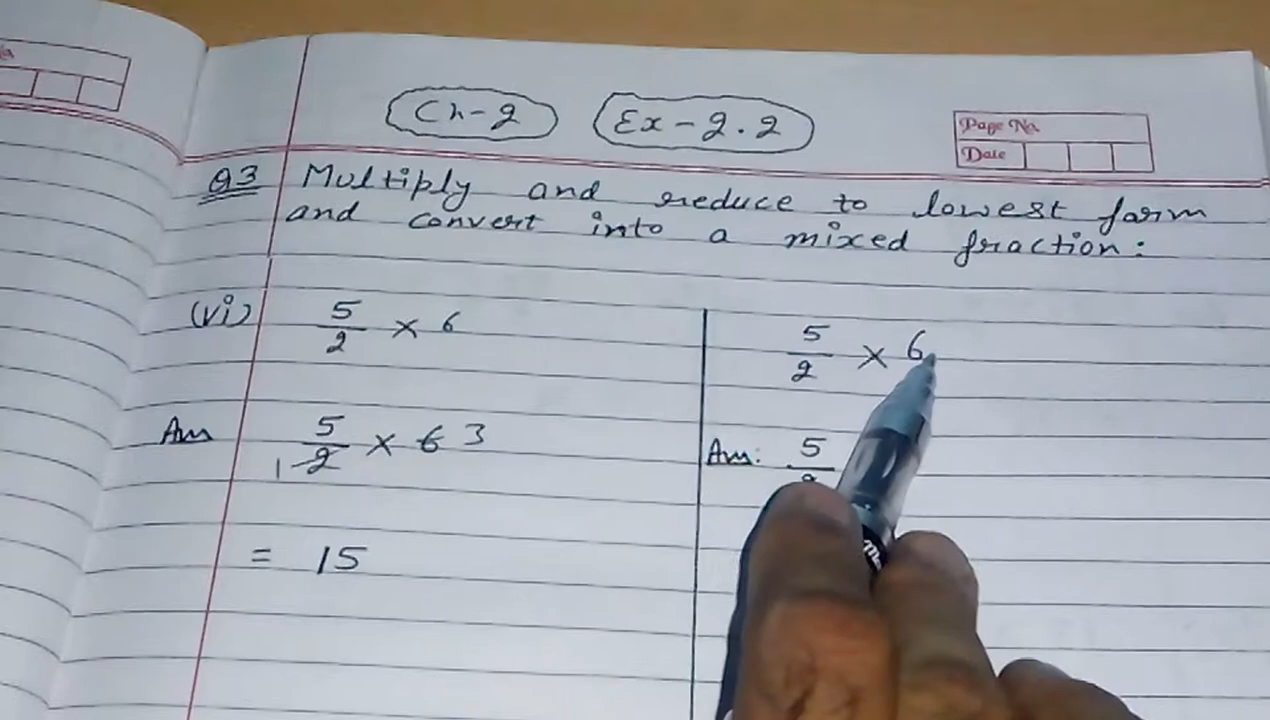 No.
Ch-2 Ex-2.2
Page No.
Date
Q3 Multiply and reduce to lowest form
and convert into a mixed fraction:
(vi) 5/2 × 6
Ans 5/2 × 6 3
1
= 15
5/2 × 6
Ans: 5